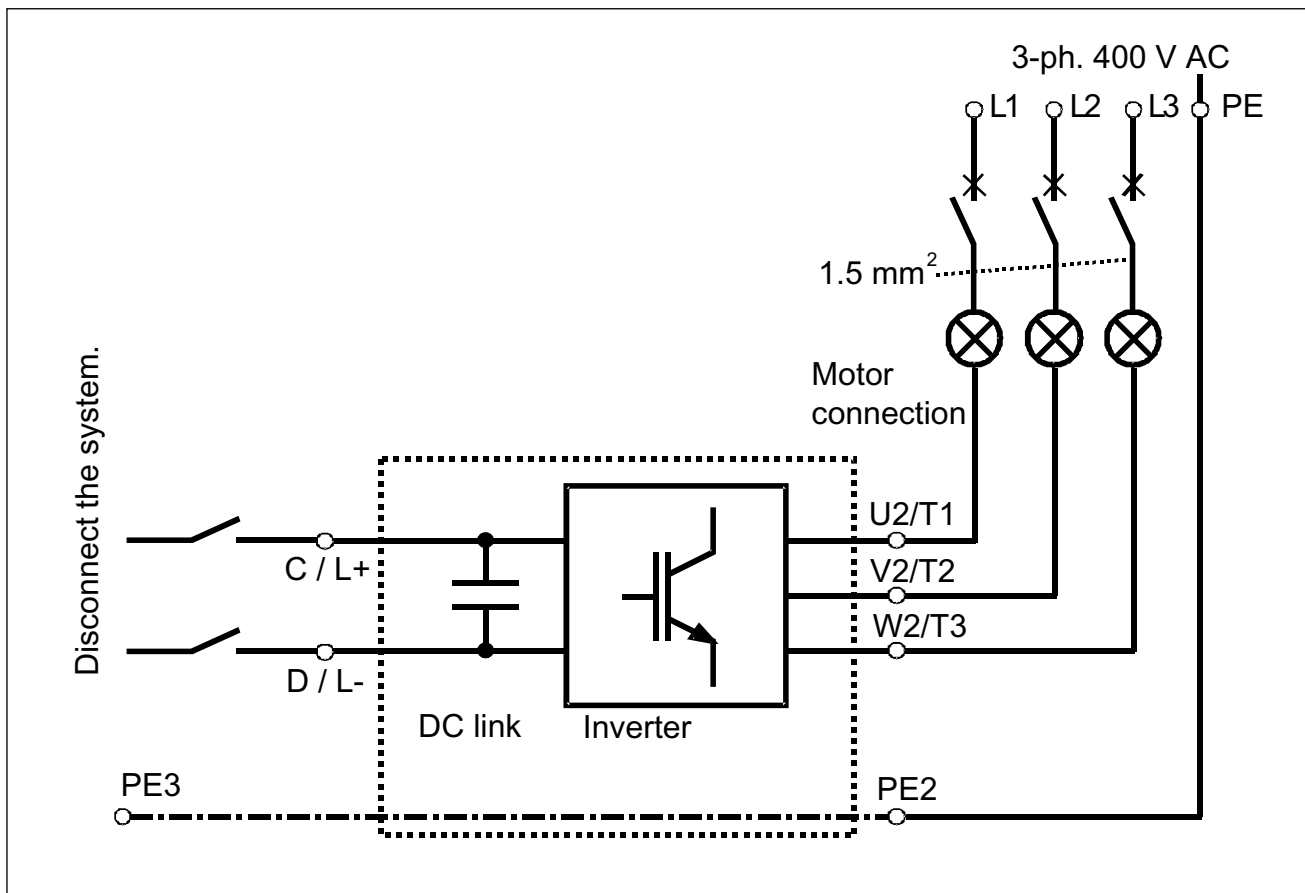 3-ph. 400 V AC
L1
L2
L3
PE
1.5 mm²
Motor
connection
Disconnect the system.
U2/T1
C / L+
V2/T2
W2/T3
D / L-
DC link
Inverter
PE3
PE2